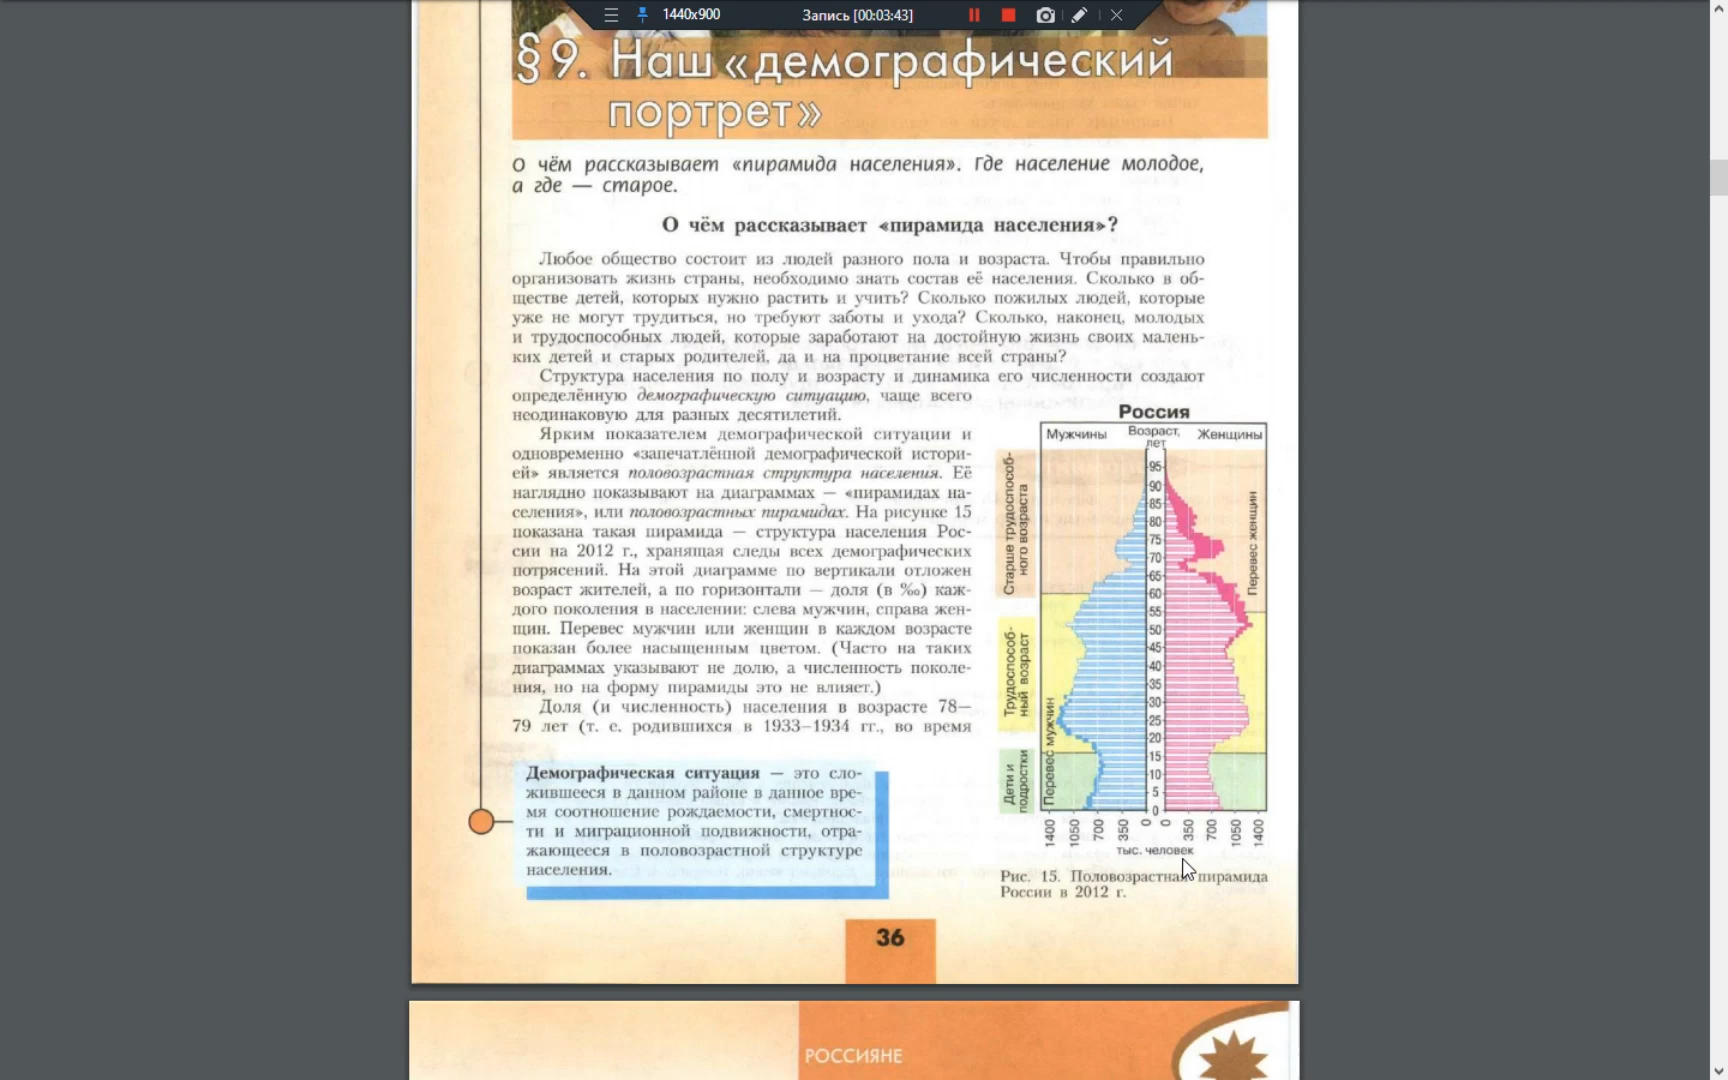 1440x900
Запись [00:03:43]
§9. Наш «демографический
портрет»
О чём рассказывает «пирамида населения». Где население молодое,
а где — старое.
О чём рассказывает «пирамида населения»?
Любое общество состоит из людей разного пола и возраста. Чтобы правильно
организовать жизнь страны, необходимо знать состав её населения. Сколько в об-
ществе детей, которых нужно растить и учить? Сколько пожилых людей, которые
уже не могут трудиться, но требуют заботы и ухода? Сколько, наконец, молодых
и трудоспособных людей, которые заработают на достойную жизнь своих малень-
ких детей и старых родителей, да и на процветание всей страны?
Структура населения по полу и возрасту и динамика его численности создают
определённую демографическую ситуацию, чаще всего
неодинаковую для разных десятилетий.
Ярким показателем демографической ситуации и
одновременно «запечатлённой демографической истори-
ей» является половозрастная структура населения. Её
наглядно показывают на диаграммах — «пирамидах на-
селения», или половозрастных пирамидах. На рисунке 15
показана такая пирамида — структура населения Рос-
сии на 2012 г., хранящая следы всех демографических
потрясений. На этой диаграмме по вертикали отложен
возраст жителей, а по горизонтали — доля (в ‰) каж-
дого поколения в населении: слева мужчин, справа жен-
щин. Перевес мужчин или женщин в каждом возрасте
показан более насыщенным цветом. (Часто на таких
диаграммах указывают не долю, а численность поколе-
ния, но на форму пирамиды это не влияет.)
Доля (и численность) населения в возрасте 78—
79 лет (т. е. родившихся в 1933—1934 гг., во время
Демографическая ситуация — это сло-
жившееся в данном районе в данное вре-
мя соотношение рождаемости, смертнос-
ти и миграционной подвижности, отра-
жающееся в половозрастной структуре
населения.
Россия
Мужчины
Возраст,
лет
Женщины
95
90
85
80
75
70
65
60
55
50
45
40
35
30
25
20
15
10
5
0
Старше трудоспособ-
ного возраста
Трудоспособ-
ный возраст
Дети и
подростки
Перевес мужчин
Перевес женщин
1400 1050 700 350 0 0 350 700 1050 1400
тыс. человек
Рис. 15. Половозрастная пирамида
России в 2012 г.
36
РОССИЯНЕ